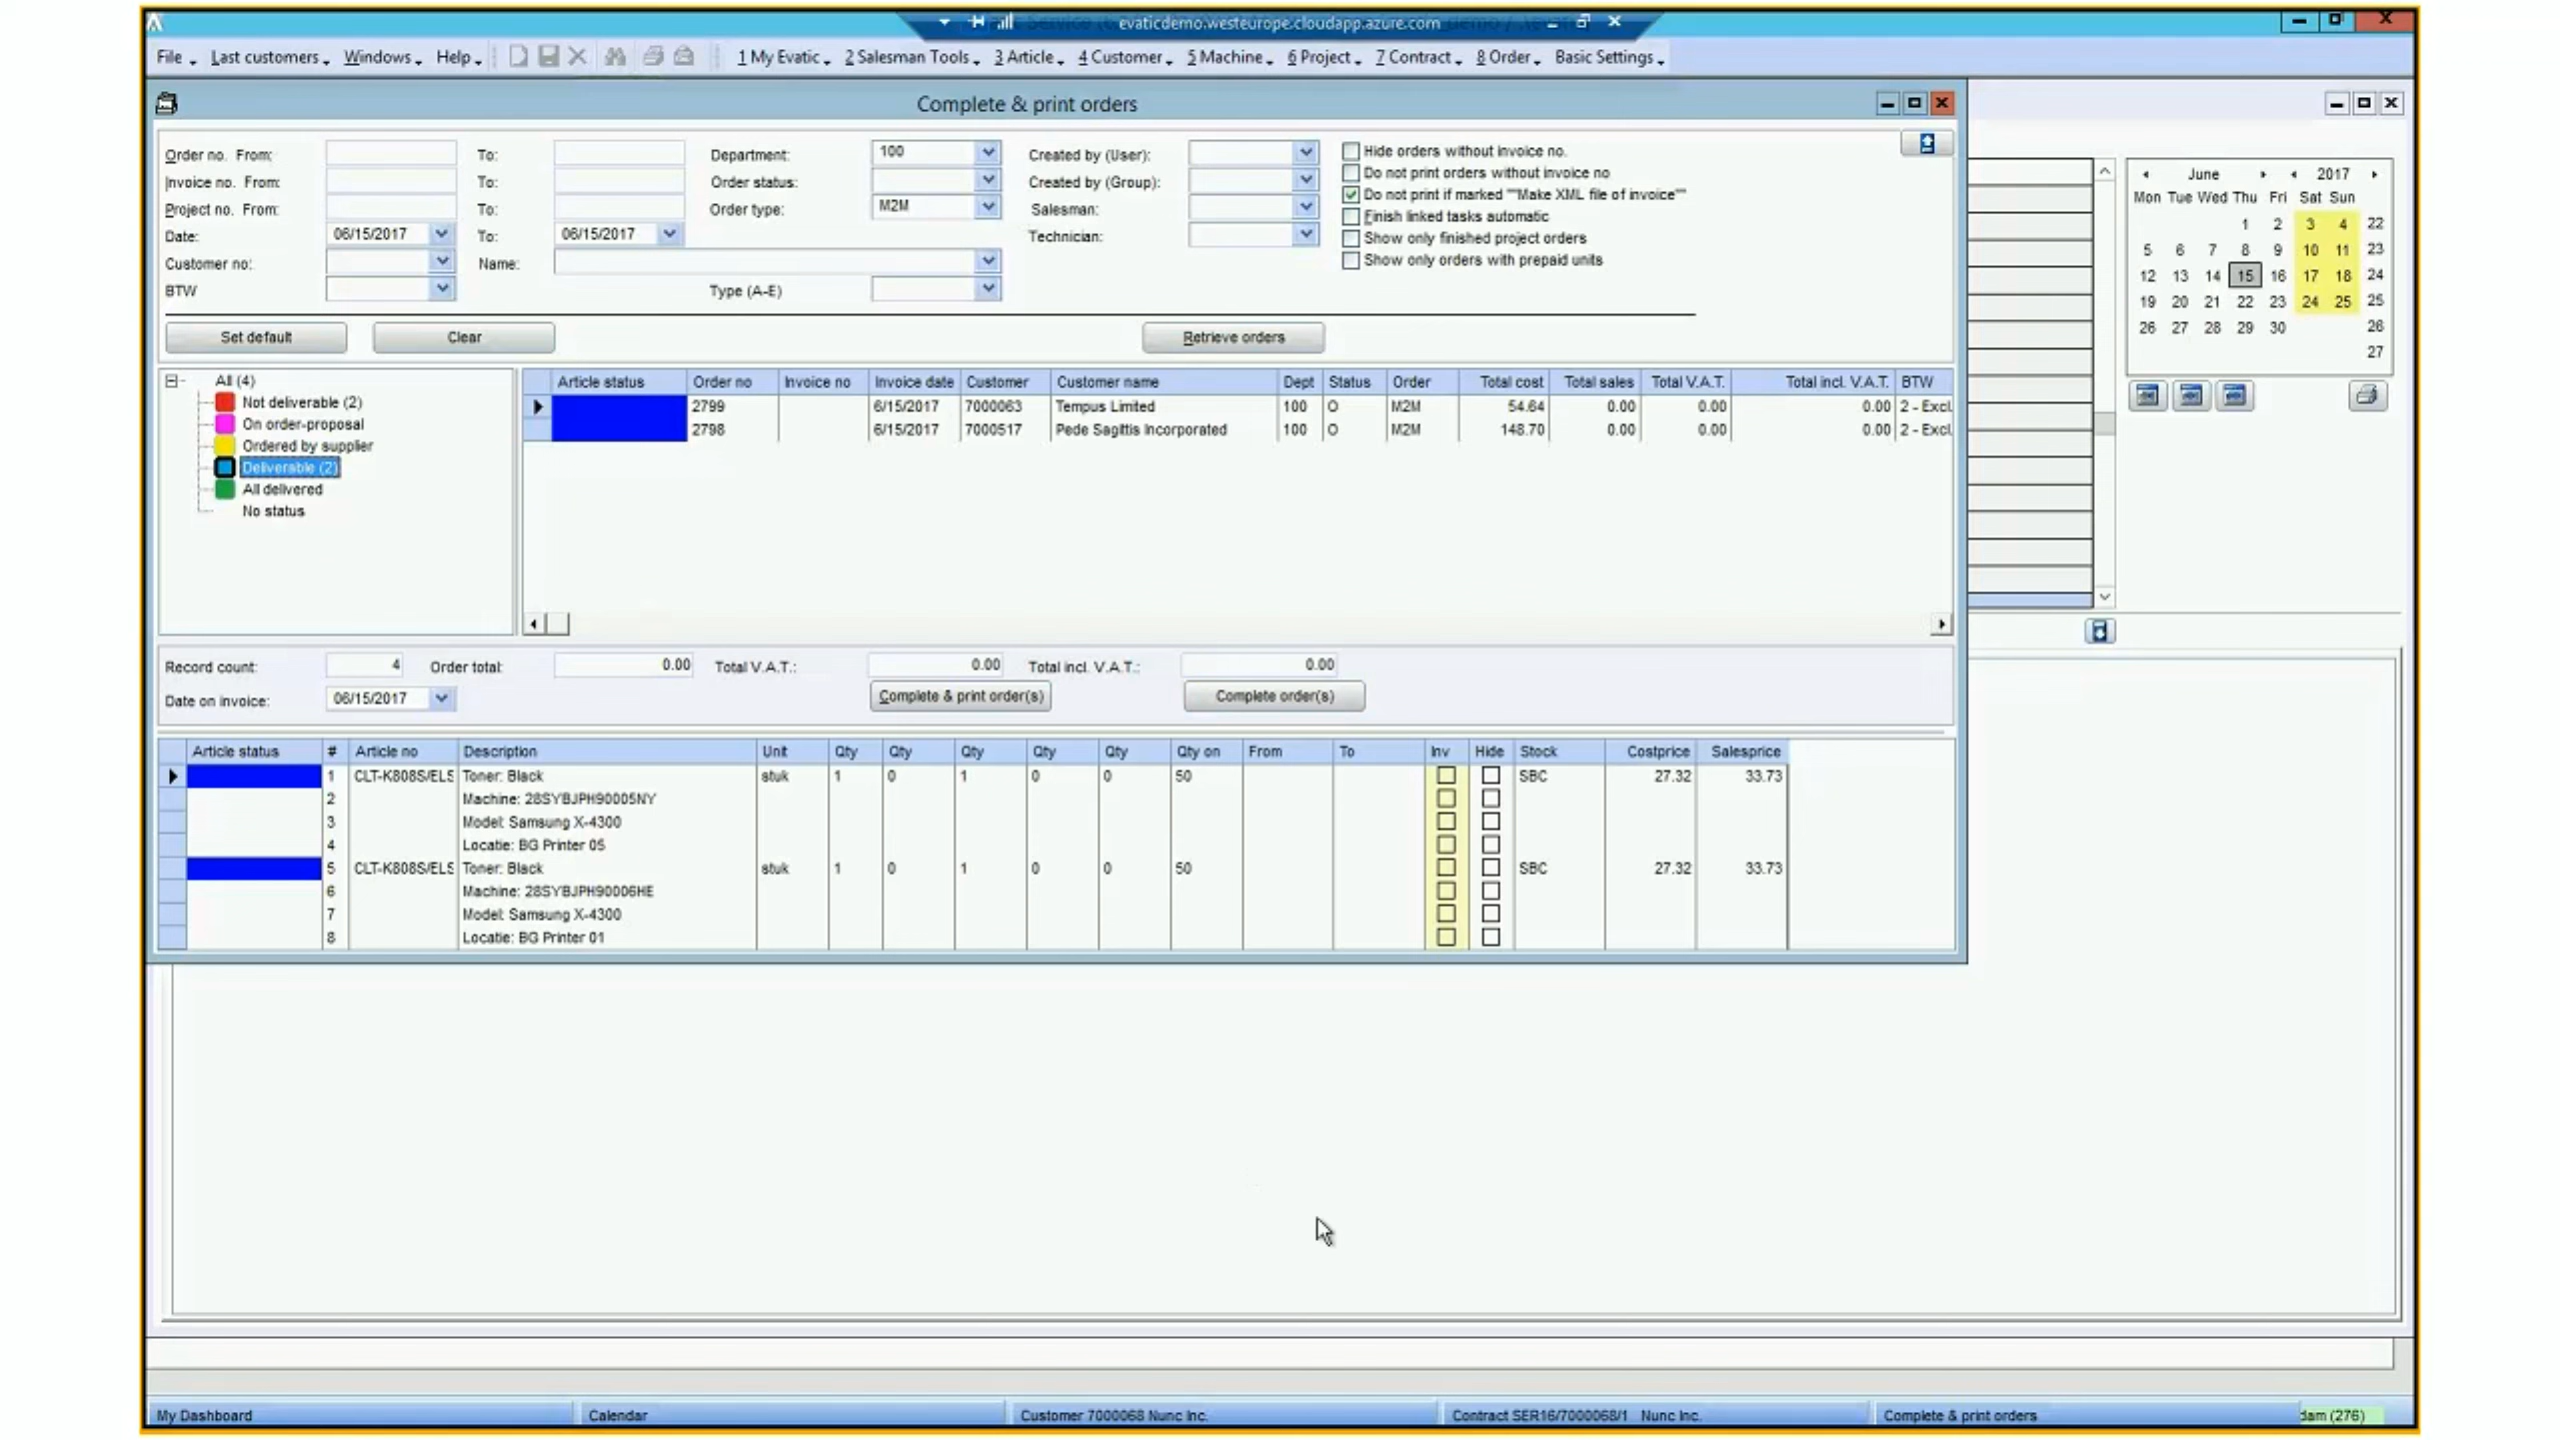 evaticdemo.westeurope.cloudapp.azure.com
File Last customers Windows Help 1 My Evatic 2 Salesman Tools 3 Article 4 Customer 5 Machine 6 Project 7 Contract 8 Order Basic Settings
Complete & print orders
Order no. From: To: Department: 100 Created by (User): Hide orders without invoice no.
Invoice no. From: To: Order status: Created by (Group): Do not print orders without invoice no
Project no. From: To: Order type: M2M Salesman: Do not print if marked ""Make XML file of invoice""
Date: 06/15/2017 To: 06/15/2017 Technician: Finish linked tasks automatic
Show only finished project orders
Customer no: Name: Show only orders with prepaid units
BTW Type (A-E)
Set default Clear Retrieve orders
June 2017
Mon Tue Wed Thu Fri Sat Sun
1 2 3 4 22
5 6 7 8 9 10 11 23
12 13 14 15 16 17 18 24
19 20 21 22 23 24 25 25
26 27 28 29 30 26
27
All (4)
Not deliverable (2)
On order-proposal
Ordered by supplier
Deliverable (2)
All delivered
No status
Article status Order no Invoice no Invoice date Customer Customer name Dept Status Order Total cost Total sales Total V.A.T. Total incl. V.A.T. BTW
2799 6/15/2017 7000063 Tempus Limited 100 O M2M 54.64 0.00 0.00 0.00 2 - Excl.
2798 6/15/2017 7000517 Pede Sagittis Incorporated 100 O M2M 148.70 0.00 0.00 0.00 2 - Excl.
Record count: 4 Order total: 0.00 Total V.A.T.: 0.00 Total incl. V.A.T.: 0.00
Date on invoice: 06/15/2017 Complete & print order(s) Complete order(s)
Article status # Article no Description Unit Qty Qty Qty Qty Qty Qty on From To Inv Hide Stock Costprice Salesprice
1 CLT-K808S/ELS Toner: Black stuk 1 0 1 0 0 50 SBC 27.32 33.73
2 Machine: 28SYBJPH90005NY
3 Model: Samsung X-4300
4 Locatie: BG Printer 05
5 CLT-K808S/ELS Toner: Black stuk 1 0 1 0 0 50 SBC 27.32 33.73
6 Machine: 28SYBJPH90006HE
7 Model: Samsung X-4300
8 Locatie: BG Printer 01
My Dashboard Calendar Customer 7000068 Nunc Inc. Contract SER16/7000068/1 Nunc Inc. Complete & print orders dam (276)